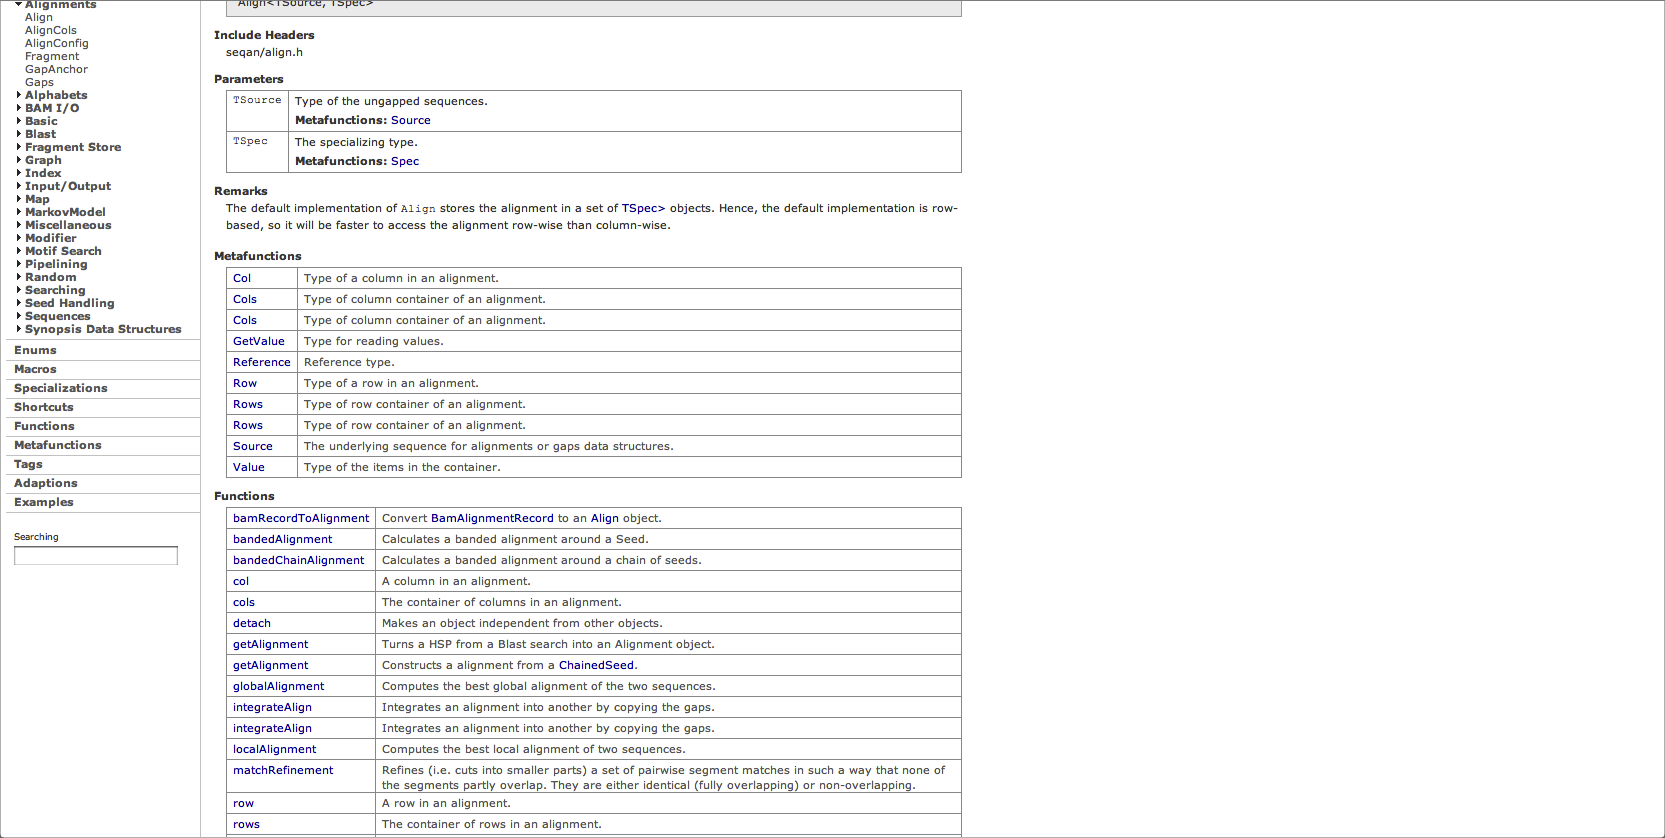 Alignments
Align
AlignCols
AlignConfig
Fragment
GapAnchor
Gaps
Alphabets
BAM I/O
Basic
Blast
Fragment Store
Graph
Index
Input/Output
Map
MarkovModel
Miscellaneous
Modifier
Motif Search
Pipelining
Random
Searching
Seed Handling
Sequences
Synopsis Data Structures
Enums
Macros
Specializations
Shortcuts
Functions
Metafunctions
Tags
Adaptions
Examples
Searching
Align<TSource, TSpec>
Include Headers
seqan/align.h
Parameters
TSource Type of the ungapped sequences.
Metafunctions: Source
TSpec The specializing type.
Metafunctions: Spec
Remarks
The default implementation of Align stores the alignment in a set of TSpec> objects. Hence, the default implementation is row-
based, so it will be faster to access the alignment row-wise than column-wise.
Metafunctions
Col Type of a column in an alignment.
Cols Type of column container of an alignment.
Cols Type of column container of an alignment.
GetValue Type for reading values.
Reference Reference type.
Row Type of a row in an alignment.
Rows Type of row container of an alignment.
Rows Type of row container of an alignment.
Source The underlying sequence for alignments or gaps data structures.
Value Type of the items in the container.
Functions
bamRecordToAlignment Convert BamAlignmentRecord to an Align object.
bandedAlignment Calculates a banded alignment around a Seed.
bandedChainAlignment Calculates a banded alignment around a chain of seeds.
col A column in an alignment.
cols The container of columns in an alignment.
detach Makes an object independent from other objects.
getAlignment Turns a HSP from a Blast search into an Alignment object.
getAlignment Constructs a alignment from a ChainedSeed.
globalAlignment Computes the best global alignment of the two sequences.
integrateAlign Integrates an alignment into another by copying the gaps.
integrateAlign Integrates an alignment into another by copying the gaps.
localAlignment Computes the best local alignment of two sequences.
matchRefinement Refines (i.e. cuts into smaller parts) a set of pairwise segment matches in such a way that none of
the segments partly overlap. They are either identical (fully overlapping) or non-overlapping.
row A row in an alignment.
rows The container of rows in an alignment.